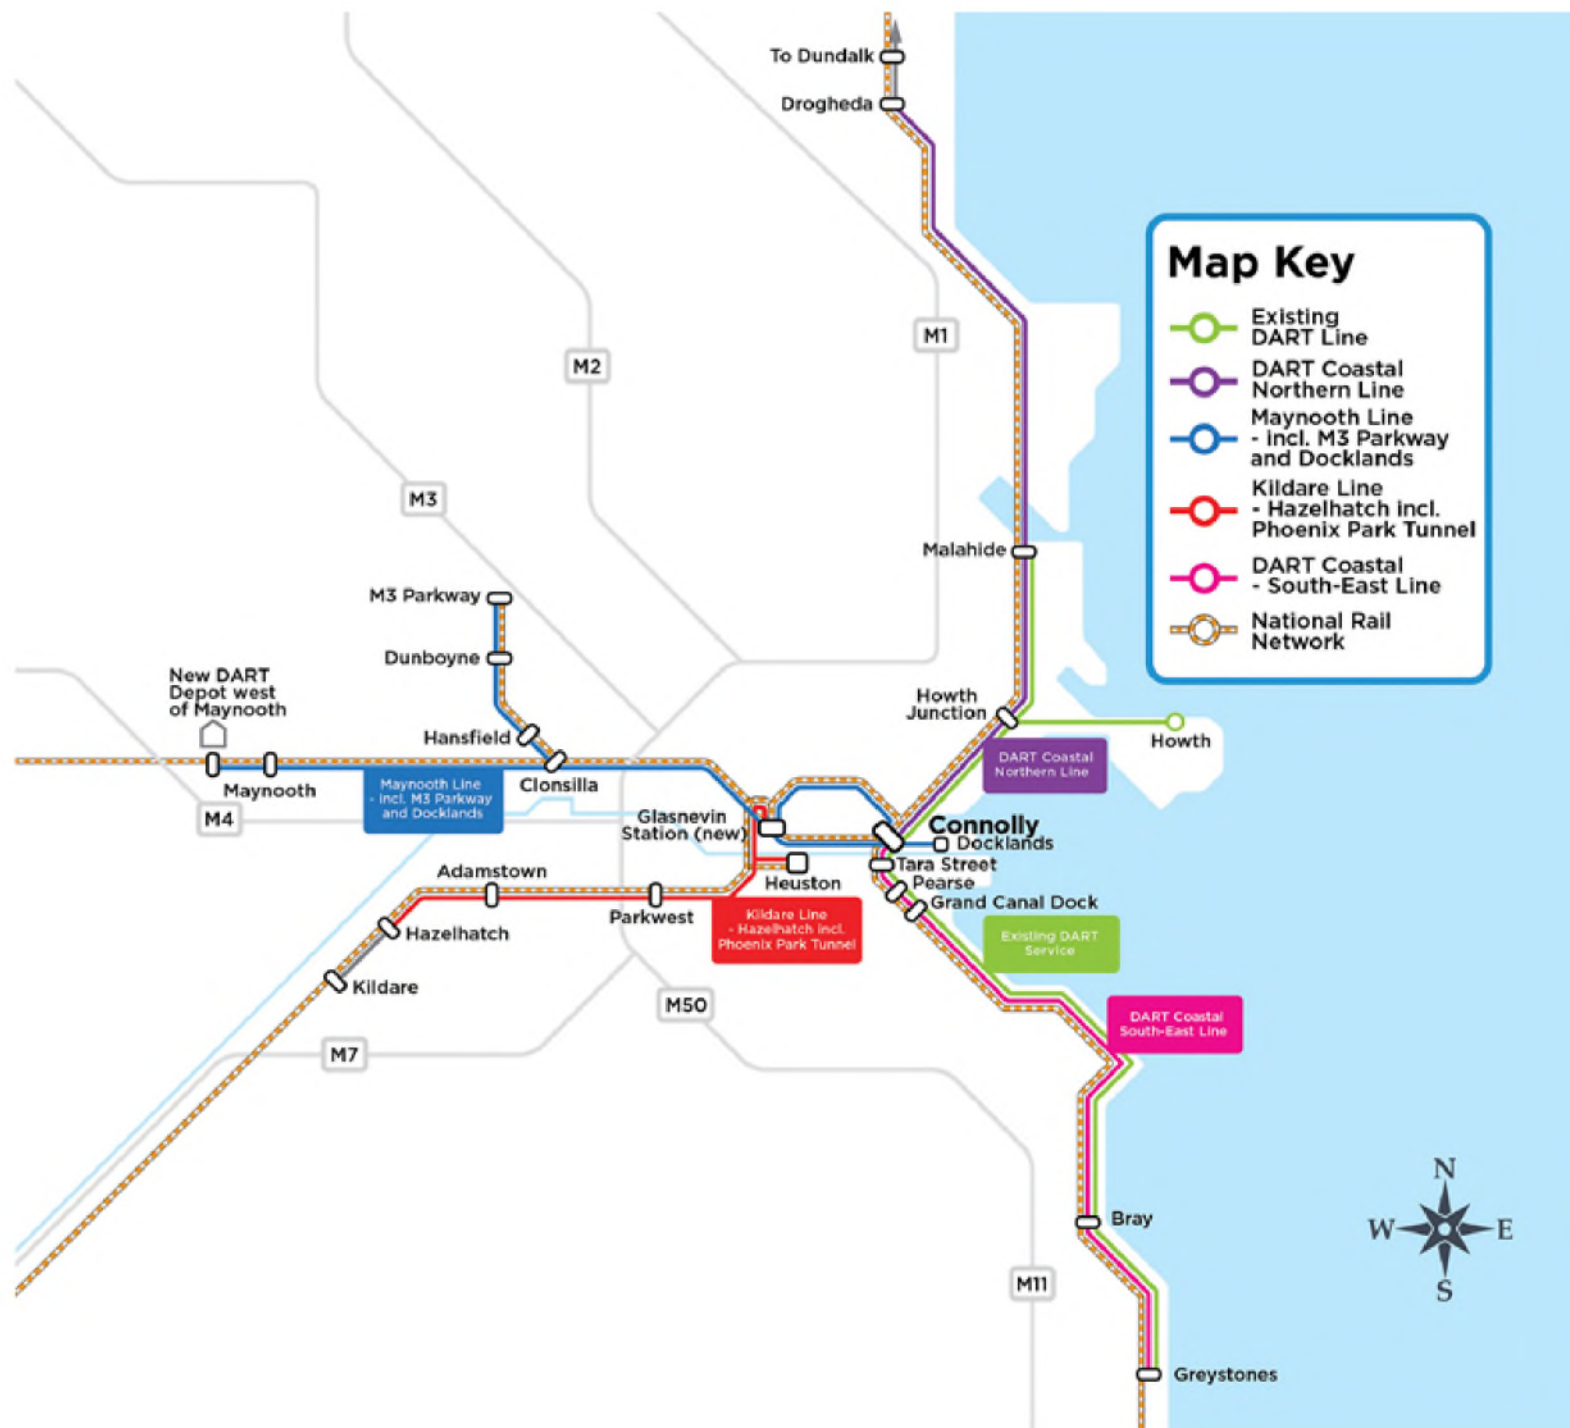 To Dundalk
Drogheda
M1
M2
M3
Map Key
Existing
DART Line
DART Coastal
Northern Line
Maynooth Line
- incl. M3 Parkway
and Docklands
Kildare Line
- Hazelhatch incl.
Phoenix Park Tunnel
DART Coastal
- South-East Line
National Rail
Network
Malahide
M3 Parkway
Dunboyne
New DART
Depot west
of Maynooth
Howth
Junction
Howth
Hansfield
DART Coastal
Northern Line
Maynooth
Clonsilla
Maynooth Line
- incl. M3 Parkway
and Docklands
M4
Glasnevin
Station (new)
Connolly
Docklands
Tara Street
Adamstown
Heuston
Pearse
Grand Canal Dock
Parkwest
Hazelhatch
Kildare Line
- Hazelhatch incl.
Phoenix Park Tunnel
Existing DART
Service
Kildare
M50
DART Coastal
South-East Line
M7
N
W
E
S
Bray
M11
Greystones